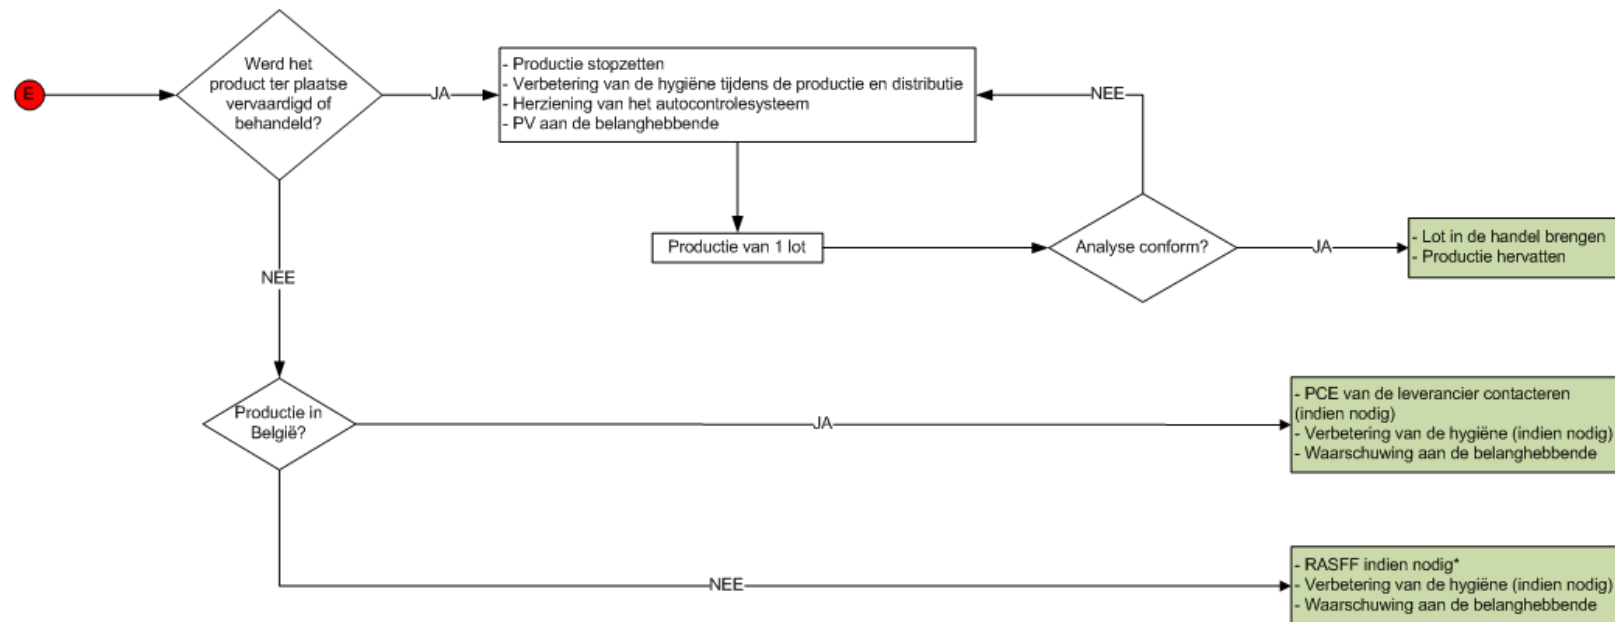 E
Werd het
product ter plaatse
vervaardigd of
behandeld?
JA
- Productie stopzetten
- Verbetering van de hygiëne tijdens de productie en distributie
- Herziening van het autocontrolesysteem
- PV aan de belanghebbende
NEE
Productie van 1 lot
Analyse conform?
JA
- Lot in de handel brengen
- Productie hervatten
NEE
Productie in
België?
JA
- PCE van de leverancier contacteren
(indien nodig)
- Verbetering van de hygiëne (indien nodig)
- Waarschuwing aan de belanghebbende
NEE
- RASFF indien nodig*
- Verbetering van de hygiëne (indien nodig)
- Waarschuwing aan de belanghebbende